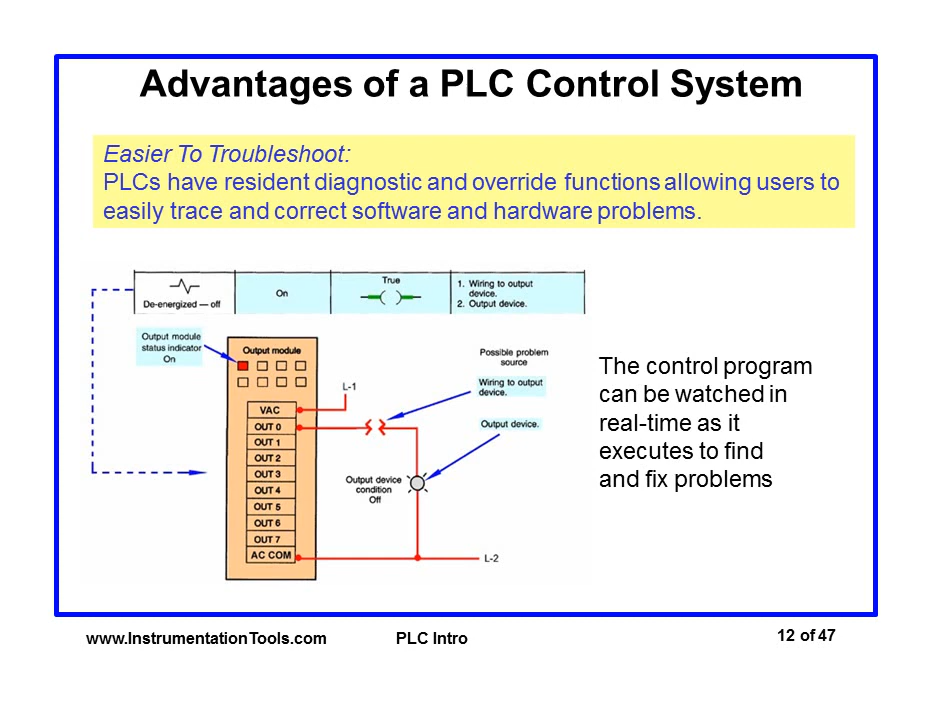 Advantages of a PLC Control System
Easier To Troubleshoot:
PLCs have resident diagnostic and override functions allowing users to
easily trace and correct software and hardware problems.
De-energized — off
On
True
1. Wiring to output
device.
2. Output device.
Output module
status indicator
On
Output module
L-1
VAC
OUT 0
OUT 1
OUT 2
OUT 3
OUT 4
OUT 5
OUT 6
OUT 7
AC COM
Possible problem
source
Wiring to output
device.
Output device.
Output device
condition
Off
L-2
The control program
can be watched in
real-time as it
executes to find
and fix problems
www.InstrumentationTools.com
PLC Intro
12 of 47